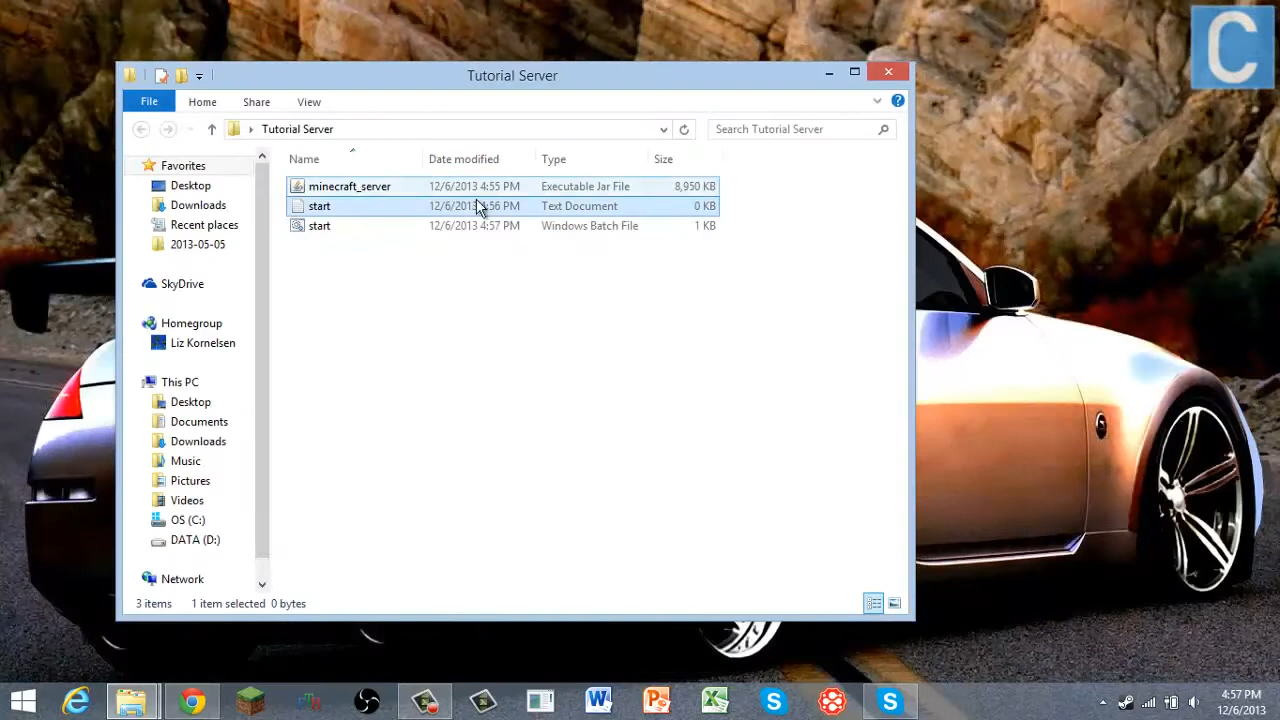 C
Tutorial Server
File Home Share View
Tutorial Server Search Tutorial Server
Name Date modified Type Size
minecraft_server 12/6/2013 4:55 PM Executable Jar File 8,950 KB
start 12/6/2013 4:56 PM Text Document 0 KB
start 12/6/2013 4:57 PM Windows Batch File 1 KB
Favorites
Desktop
Downloads
Recent places
2013-05-05
SkyDrive
Homegroup
Liz Kornelsen
This PC
Desktop
Documents
Downloads
Music
Pictures
Videos
OS (C:)
DATA (D:)
Network
3 items 1 item selected 0 bytes
4:57 PM
12/6/2013